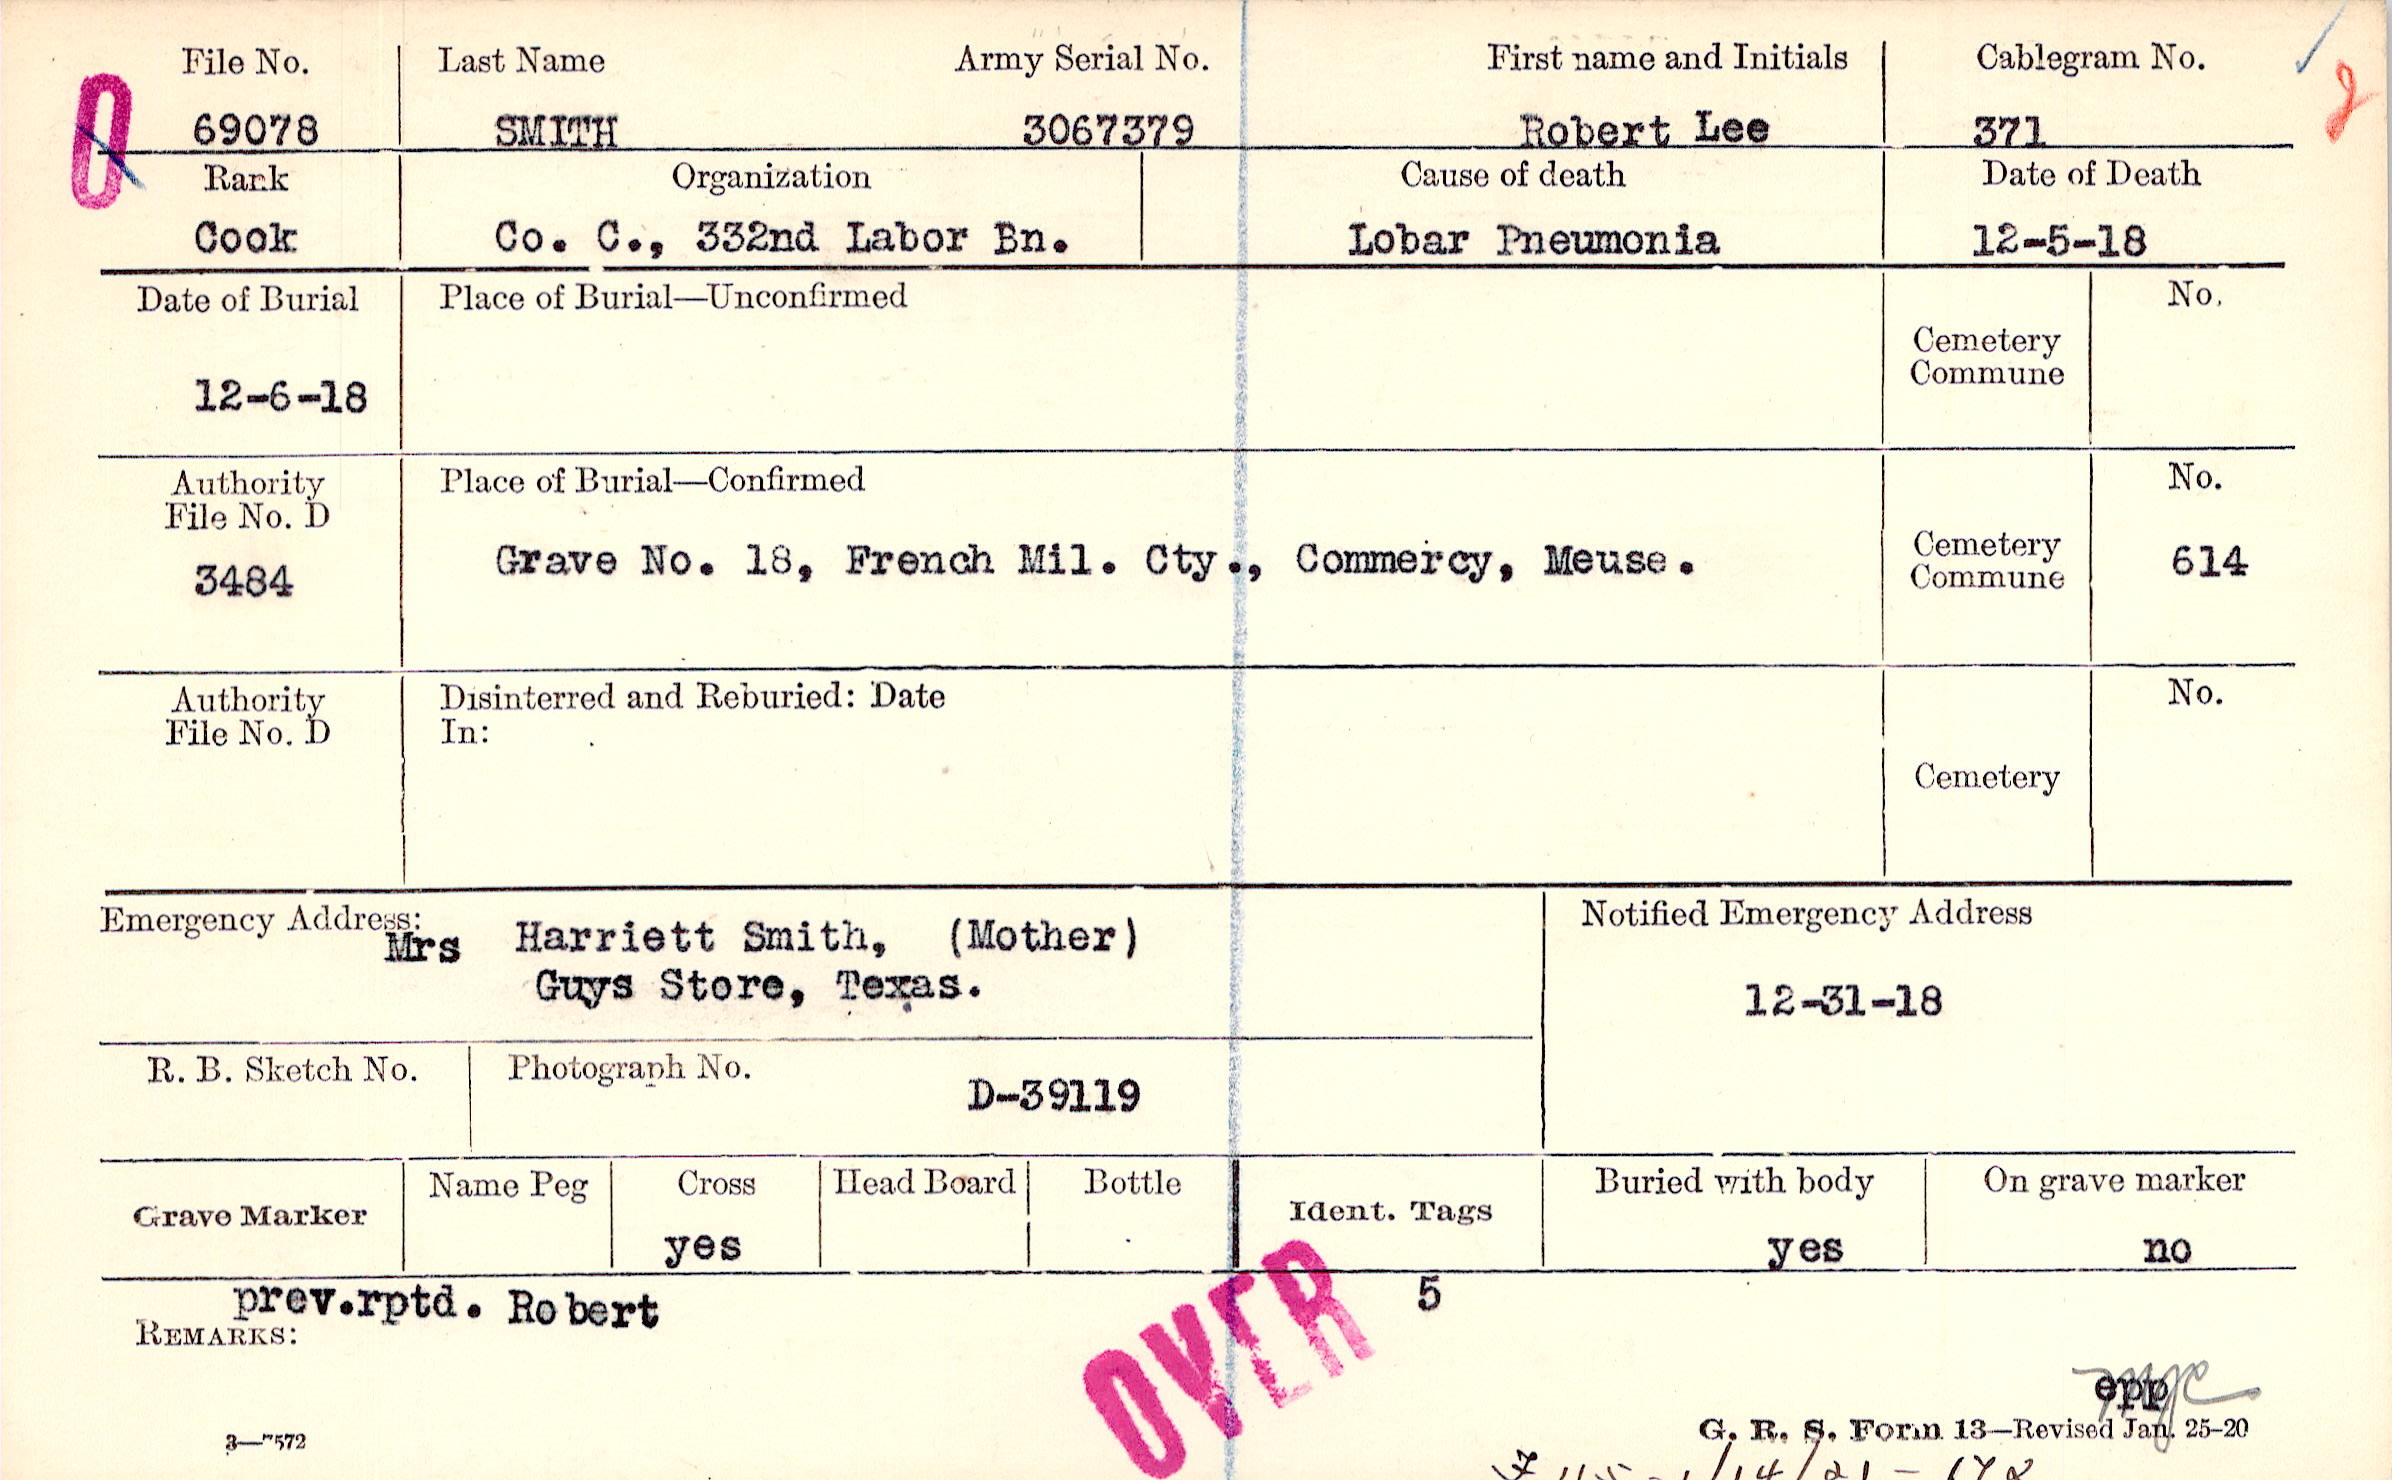 File No. Last Name Army Serial No. First name and Initials Cablegram No.
0 69078 SMITH 3067379 Robert Lee 371
Rank Organization Cause of death Date of Death
Cook Co. C., 332nd Labor Bn. Lobar Pneumonia 12-5-18
Date of Burial Place of Burial—Unconfirmed No.
Cemetery
Commune
12-6-18
Authority Place of Burial—Confirmed No.
File No. D
3484 Grave No. 18, French Mil. Cty., Commercy, Meuse. Cemetery 614
Commune
Authority Disinterred and Reburied: Date No.
File No. D In:
Cemetery
Emergency Address: Notified Emergency Address
Mrs Harriett Smith, (Mother)
Guys Store, Texas. 12-31-18
R. B. Sketch No. Photograph No.
D-39119
Name Peg Cross Head Board Bottle Buried with body On grave marker
Grave Marker Ident. Tags
yes yes no
prev.rptd. Robert 5
REMARKS:
OVER
epp
G. R. S. Form 13—Revised Jan. 25-20
3—7572